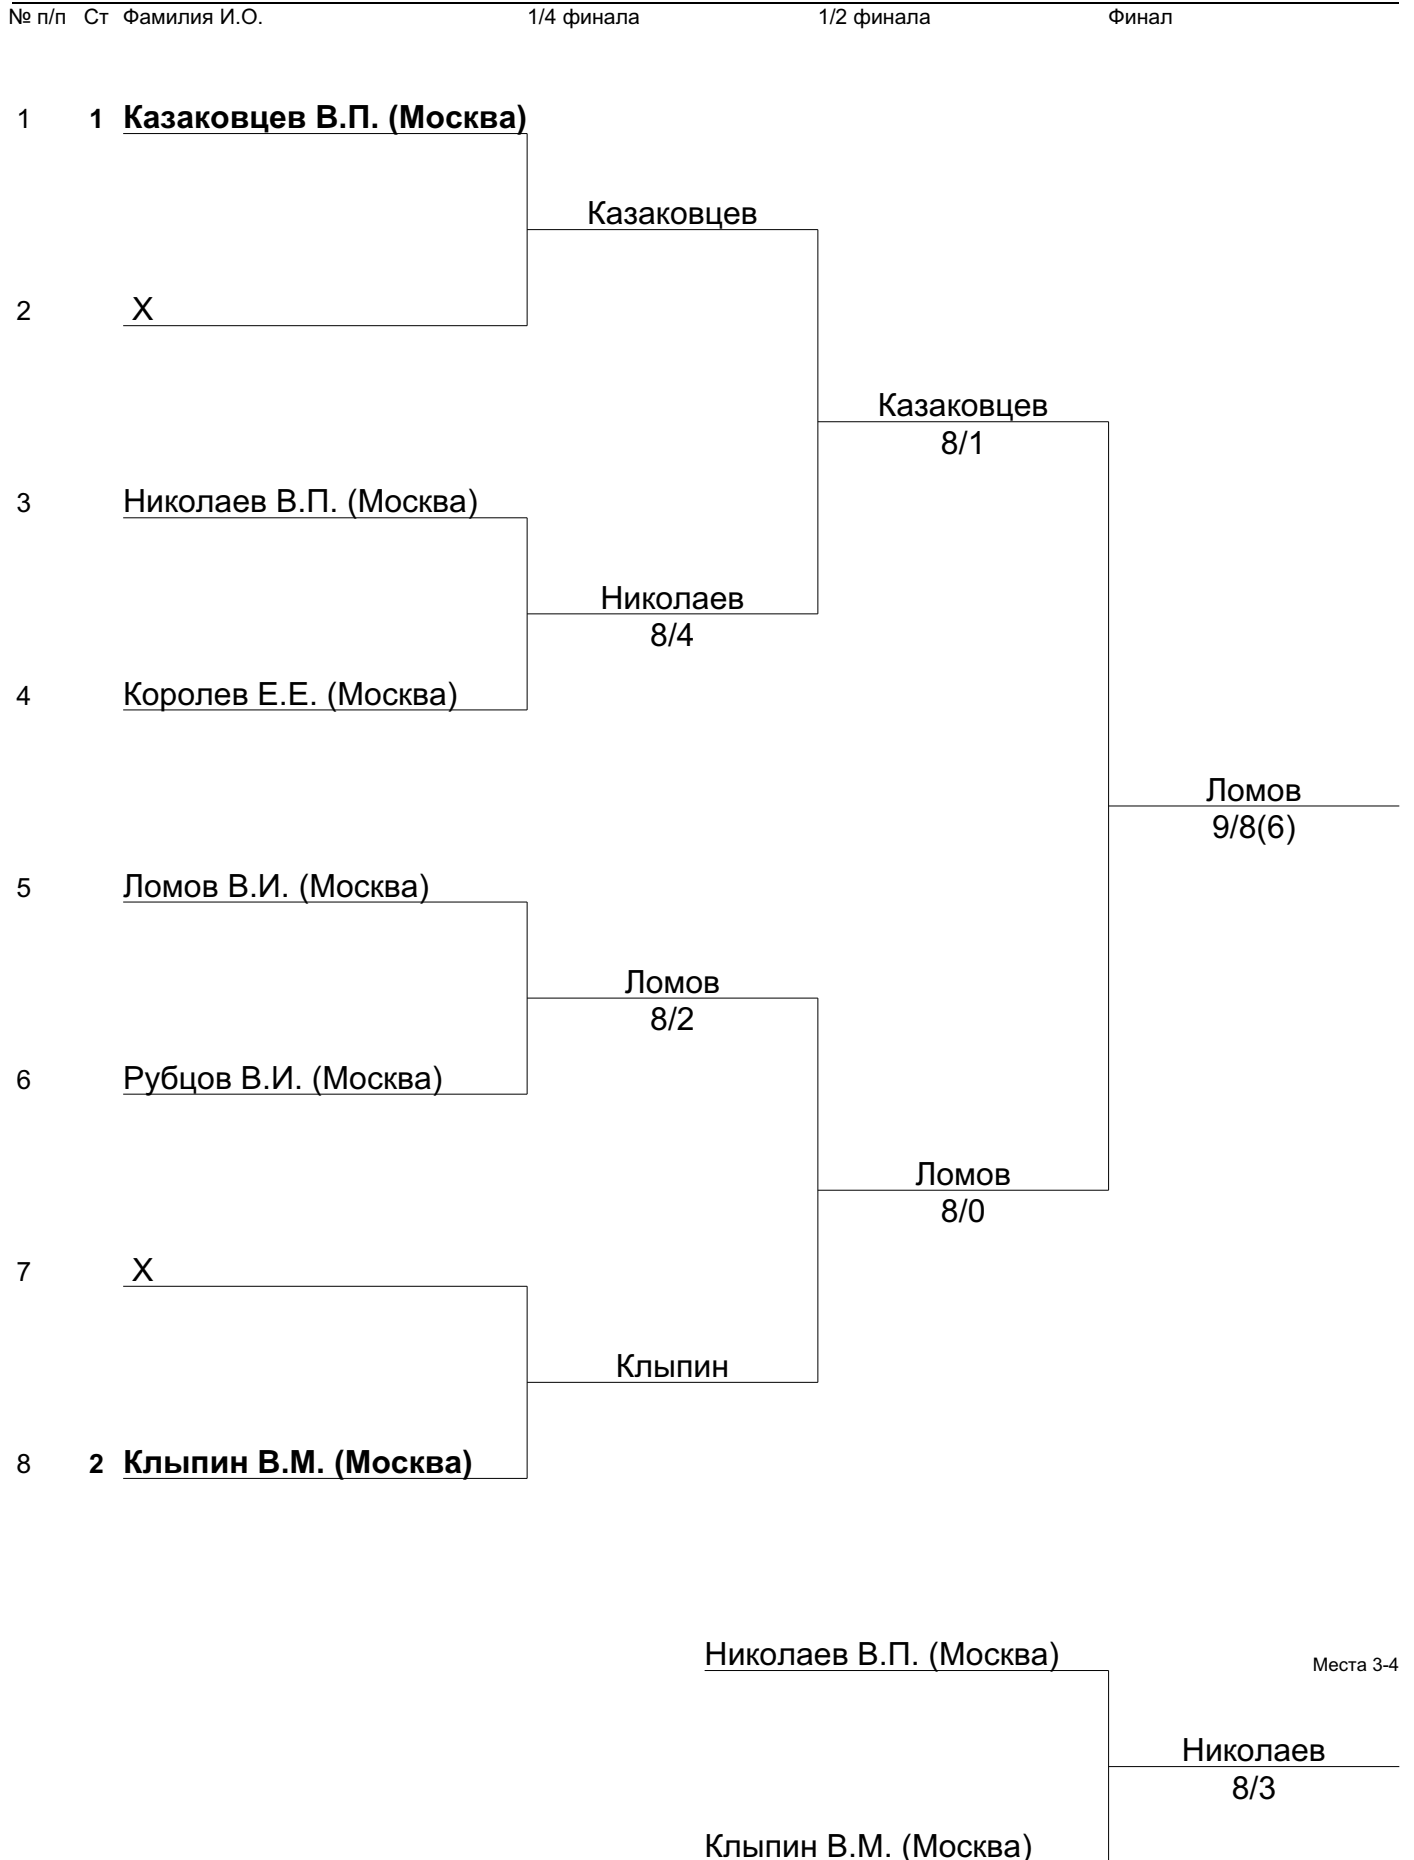 № п/п Ст Фамилия И.О. 1/4 финала 1/2 финала Финал
1 1 Казаковцев В.П. (Москва)
Казаковцев
2 X
Казаковцев
8/1
3 Николаев В.П. (Москва)
Николаев
8/4
4 Королев Е.Е. (Москва)
Ломов
9/8(6)
5 Ломов В.И. (Москва)
Ломов
8/2
6 Рубцов В.И. (Москва)
Ломов
8/0
7 X
Клыпин
8 2 Клыпин В.М. (Москва)
Николаев В.П. (Москва) Места 3-4
Николаев
8/3
Клыпин В.М. (Москва)